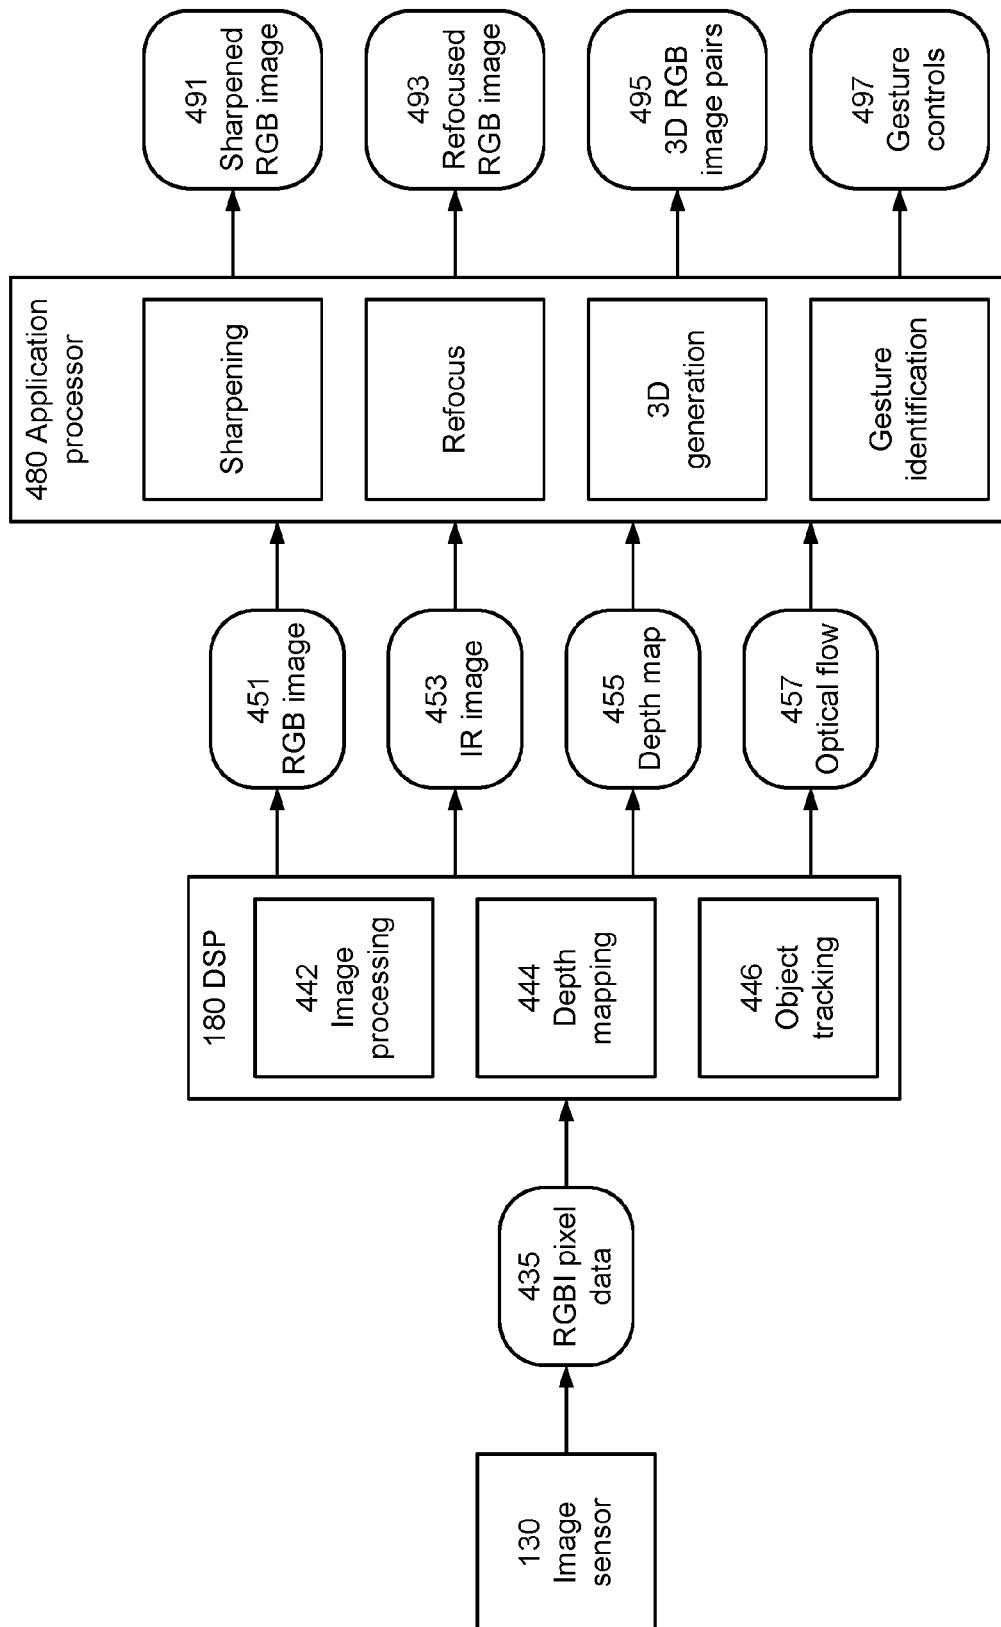 130
Image
sensor
435
RGBI pixel
data
180 DSP
442
Image
processing
444
Depth
mapping
446
Object
tracking
451
RGB image
453
IR image
455
Depth map
457
Optical flow
480 Application
processor
Sharpening
Refocus
3D
generation
Gesture
identification
491
Sharpened
RGB image
493
Refocused
RGB image
495
3D RGB
image pairs
497
Gesture
controls